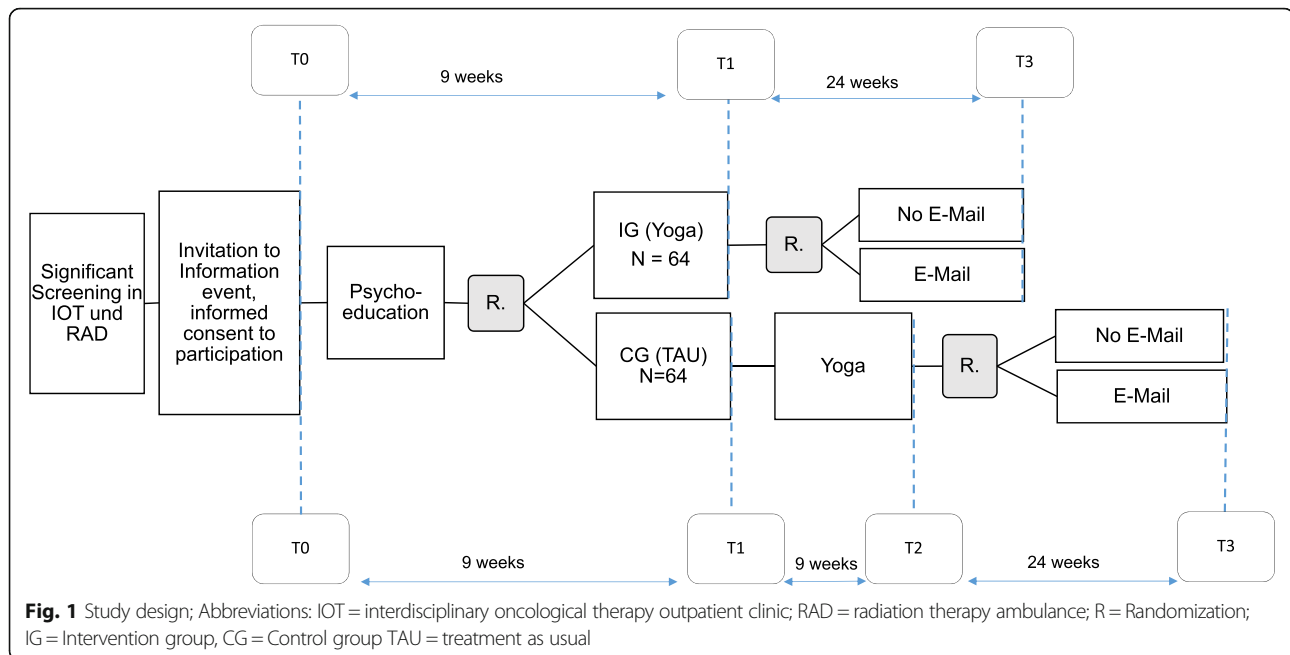 T0
9 weeks
T1
24 weeks
T3
Significant
Screening in
IOT und
RAD
Invitation to
Information
event,
informed
consent to
participation
Psycho-
education
R.
IG (Yoga)
N = 64
R.
No E-Mail
E-Mail
CG (TAU)
N=64
Yoga
R.
No E-Mail
E-Mail
T0
9 weeks
T1
9 weeks
T2
24 weeks
T3
Fig. 1 Study design; Abbreviations: IOT = interdisciplinary oncological therapy outpatient clinic; RAD = radiation therapy ambulance; R = Randomization;
IG = Intervention group, CG = Control group TAU = treatment as usual